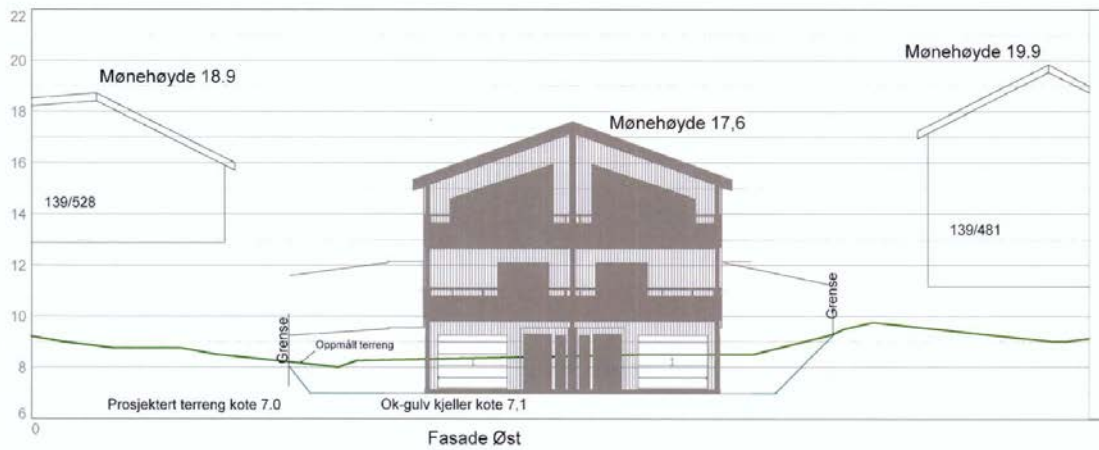 22
20
18
16
14
12
10
8
6
0
Mønehøyde 18.9
Mønehøyde 17,6
Mønehøyde 19.9
139/528
139/481
Grense
Grense
Oppmålt terreng
Prosjektert terreng kote 7.0
Ok-gulv kjeller kote 7,1
Fasade Øst